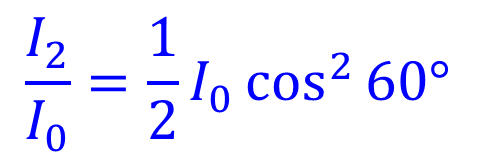 I₂/I₀ = 1/2 I₀ cos² 60°